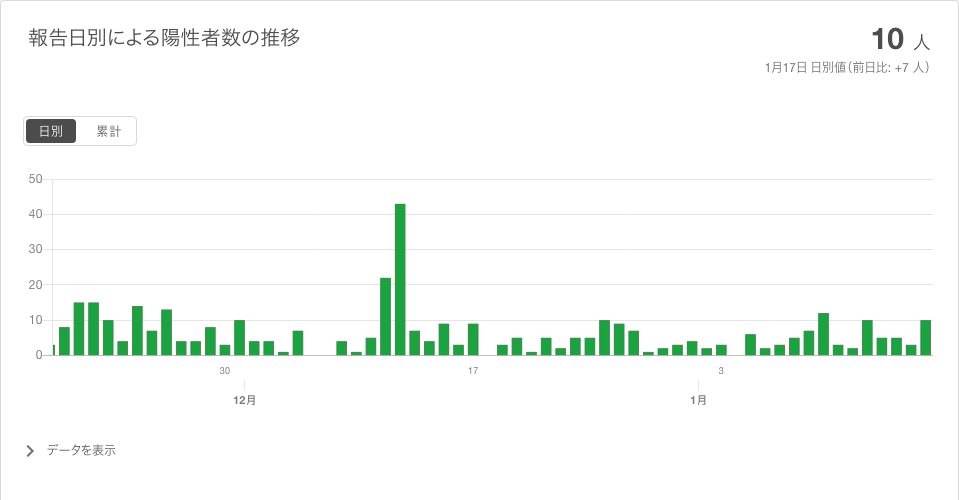 報告日別による陽性者数の推移
10 人
1月17日 日別値（前日比: +7 人）
日別 累計
50
40
30
20
10
0
30 17 3
12月 1月
データを表示